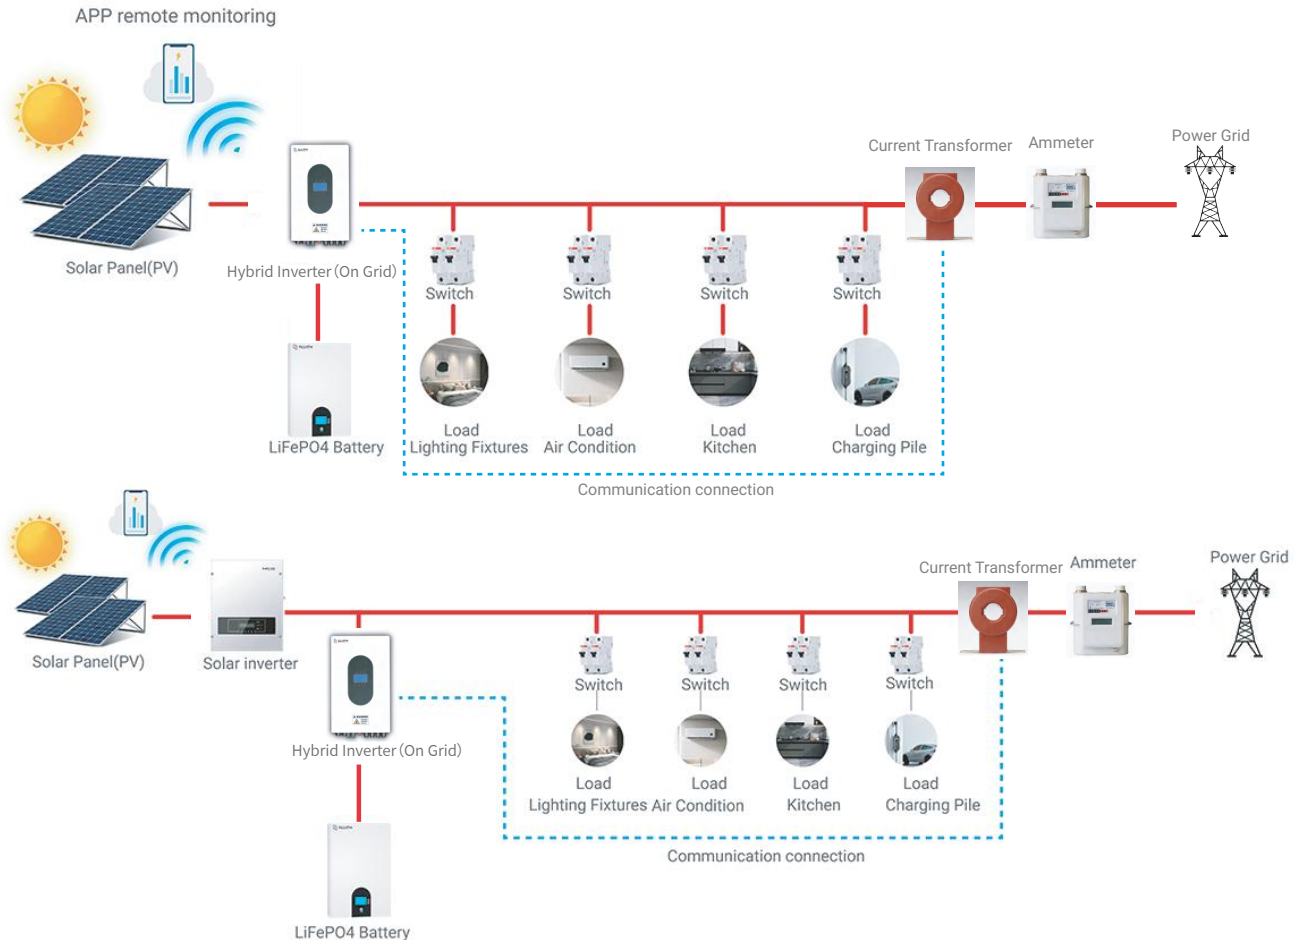 APP remote monitoring
Current Transformer
Ammeter
Power Grid
Solar Panel(PV)
Hybrid Inverter(On Grid)
Switch
Switch
Switch
Switch
LiFePO4 Battery
Load
Lighting Fixtures
Load
Air Condition
Load
Kitchen
Load
Charging Pile
Communication connection
Current Transformer
Ammeter
Power Grid
Solar Panel(PV)
Solar inverter
Switch
Switch
Switch
Switch
Hybrid Inverter(On Grid)
Load
Lighting Fixtures
Load
Air Condition
Load
Kitchen
Load
Charging Pile
Communication connection
LiFePO4 Battery